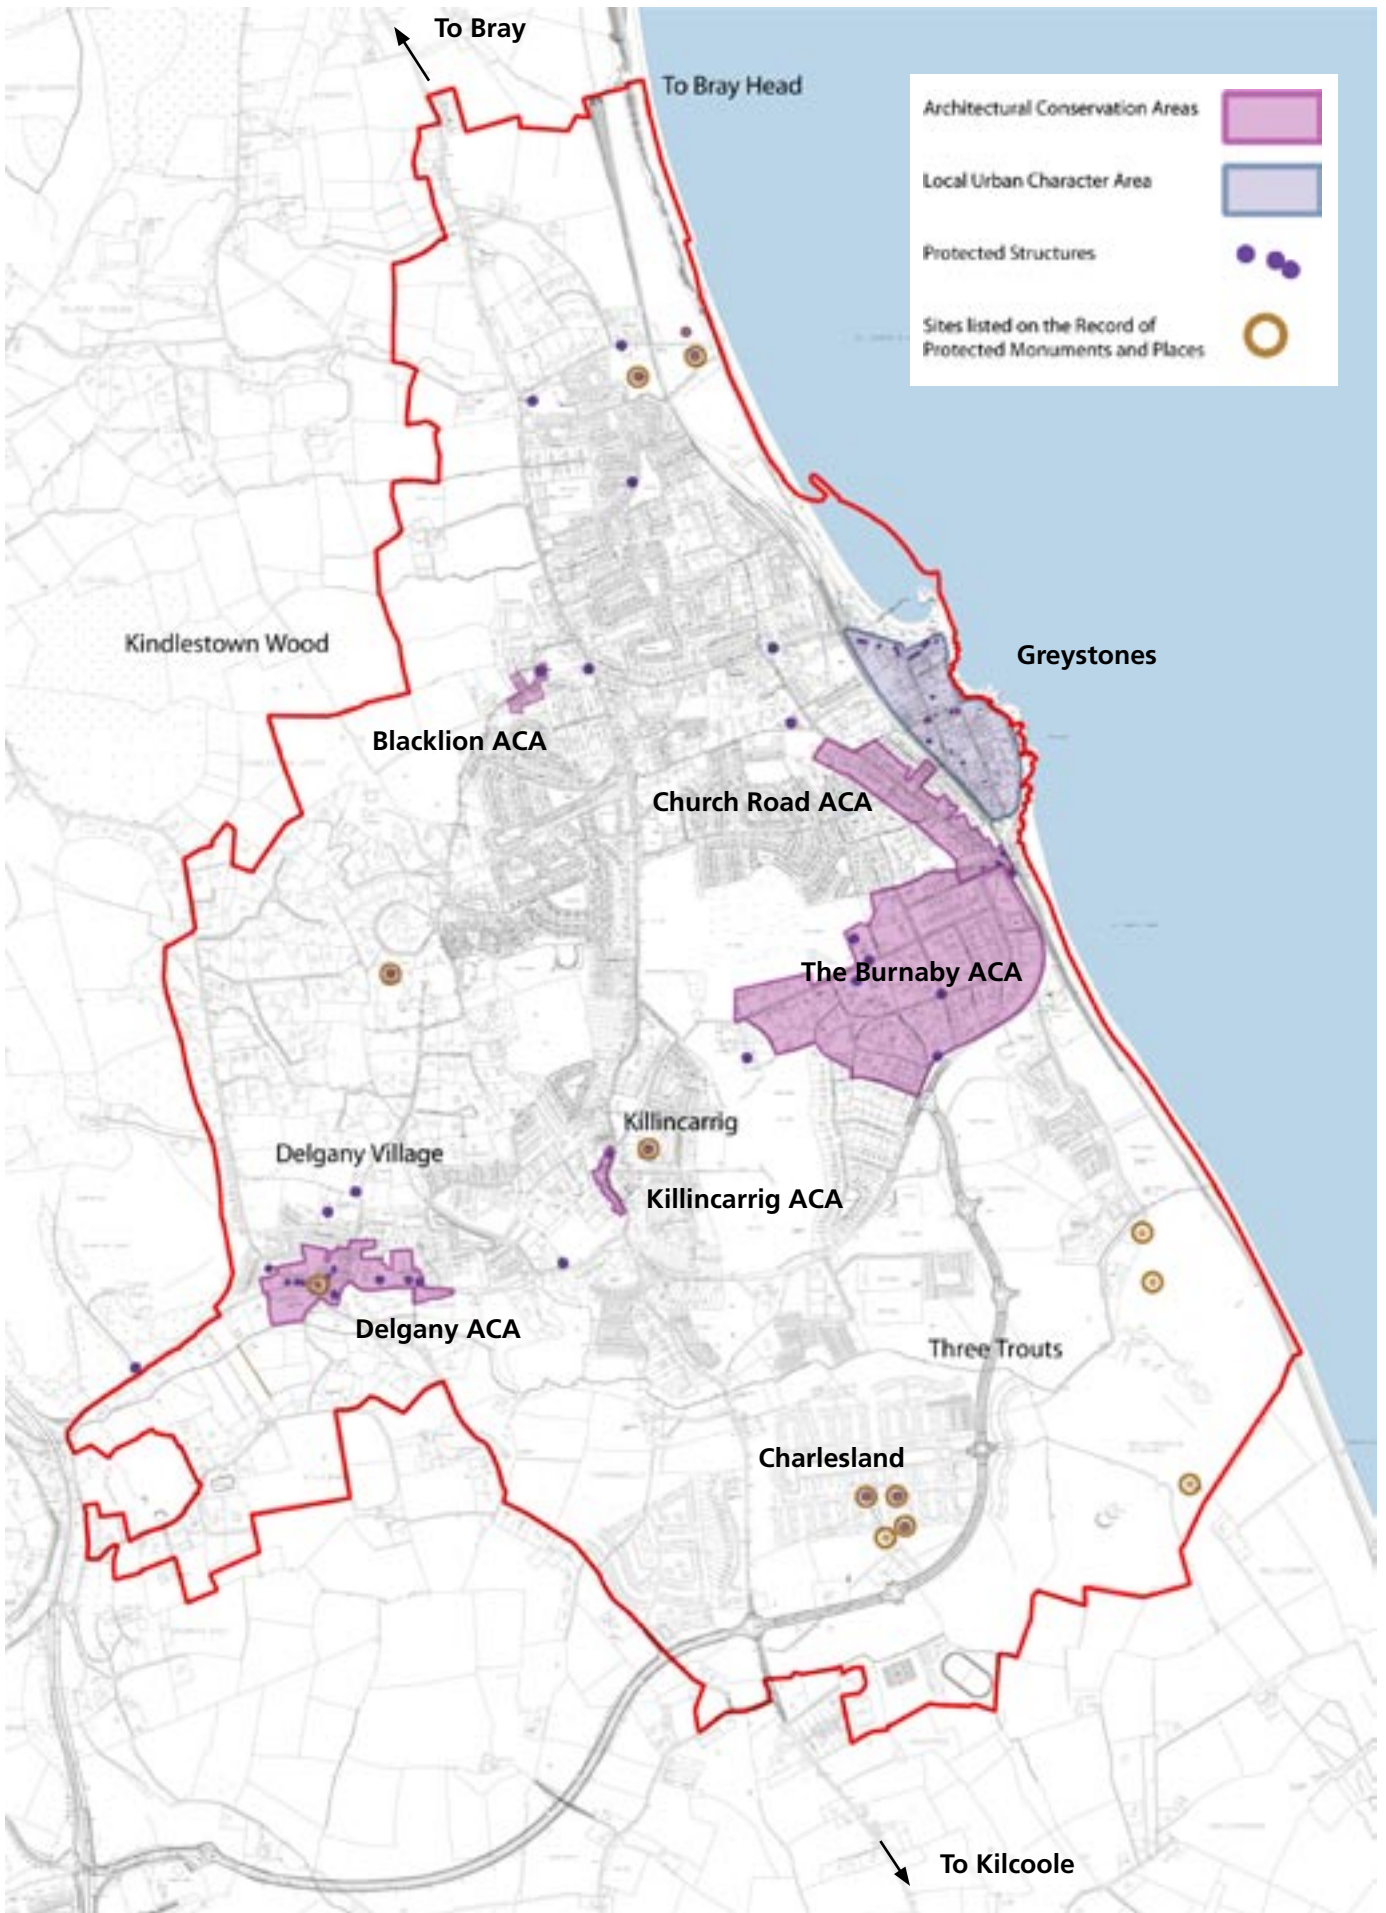 To Bray
To Bray Head
Architectural Conservation Areas
Local Urban Character Area
Protected Structures
Sites listed on the Record of
Protected Monuments and Places
Kindlestown Wood
Greystones
Blacklion ACA
Church Road ACA
The Burnaby ACA
Killincarrig
Delgany Village
Killincarrig ACA
Delgany ACA
Three Trouts
Charlesland
To Kilcoole